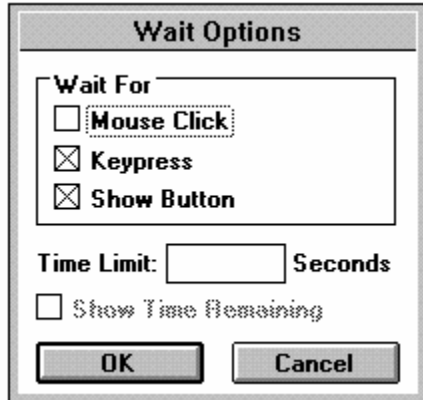 Wait Options
Wait For
Mouse Click
Keypress
Show Button
Time Limit: Seconds
Show Time Remaining
OK Cancel